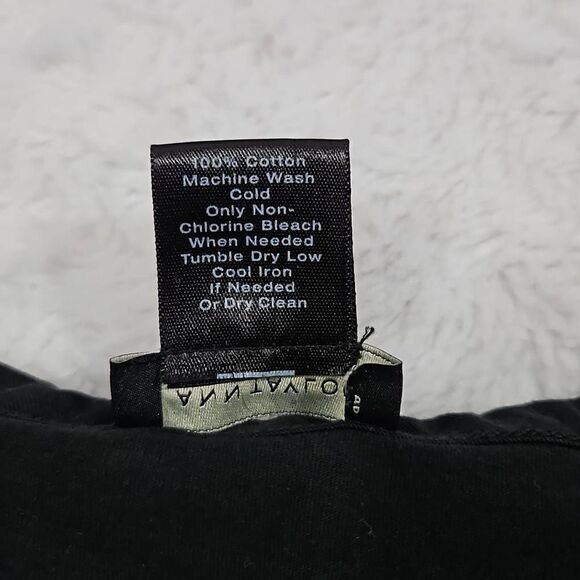 100% Cotton
Machine Wash
Cold
Only Non-
Chlorine Bleach
When Needed
Tumble Dry Low
Cool Iron
If Needed
Or Dry Clean
ANNTAYLO